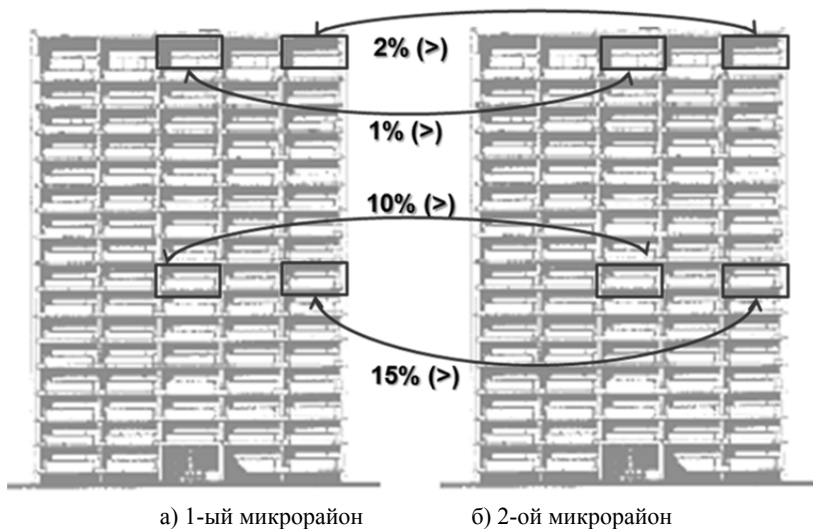 2% (>)
1% (>)
10% (>)
15% (>)
а) 1-ый микрорайон б) 2-ой микрорайон